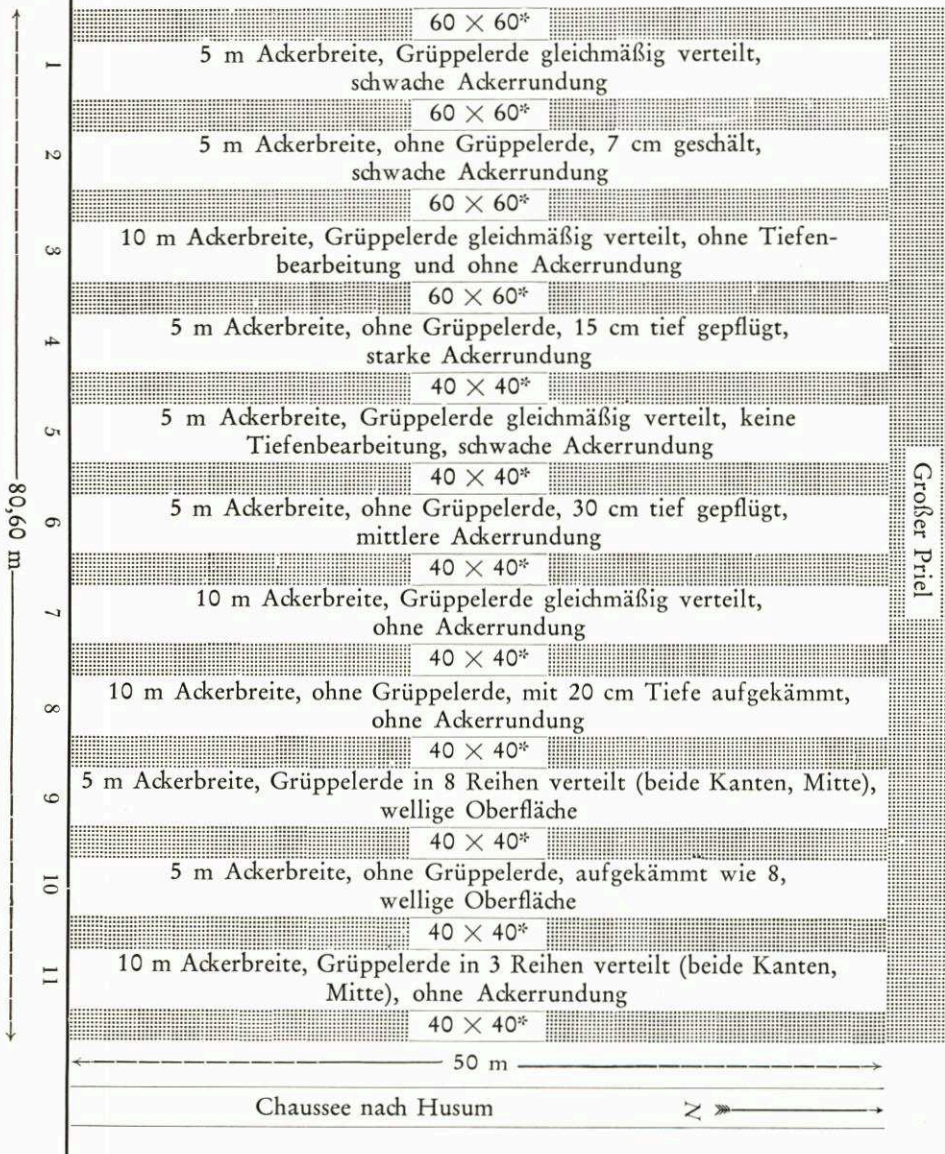 60 × 60*
1
5 m Ackerbreite, Grüppelerde gleichmäßig verteilt,
schwache Ackerrundung
60 × 60*
2
5 m Ackerbreite, ohne Grüppelerde, 7 cm geschält,
schwache Ackerrundung
60 × 60*
3
10 m Ackerbreite, Grüppelerde gleichmäßig verteilt, ohne Tiefen-
bearbeitung und ohne Ackerrundung
60 × 60*
4
5 m Ackerbreite, ohne Grüppelerde, 15 cm tief gepflügt,
starke Ackerrundung
40 × 40*
5
5 m Ackerbreite, Grüppelerde gleichmäßig verteilt, keine
Tiefenbearbeitung, schwache Ackerrundung
40 × 40*
6
5 m Ackerbreite, ohne Grüppelerde, 30 cm tief gepflügt,
mittlere Ackerrundung
40 × 40*
7
10 m Ackerbreite, Grüppelerde gleichmäßig verteilt,
ohne Ackerrundung
40 × 40*
8
10 m Ackerbreite, ohne Grüppelerde, mit 20 cm Tiefe aufgekämmt,
ohne Ackerrundung
40 × 40*
9
5 m Ackerbreite, Grüppelerde in 8 Reihen verteilt (beide Kanten, Mitte),
wellige Oberfläche
40 × 40*
10
5 m Ackerbreite, ohne Grüppelerde, aufgekämmt wie 8,
wellige Oberfläche
40 × 40*
11
10 m Ackerbreite, Grüppelerde in 3 Reihen verteilt (beide Kanten,
Mitte), ohne Ackerrundung
40 × 40*
80,60 m
Großer Priel
50 m
Chaussee nach Husum
N